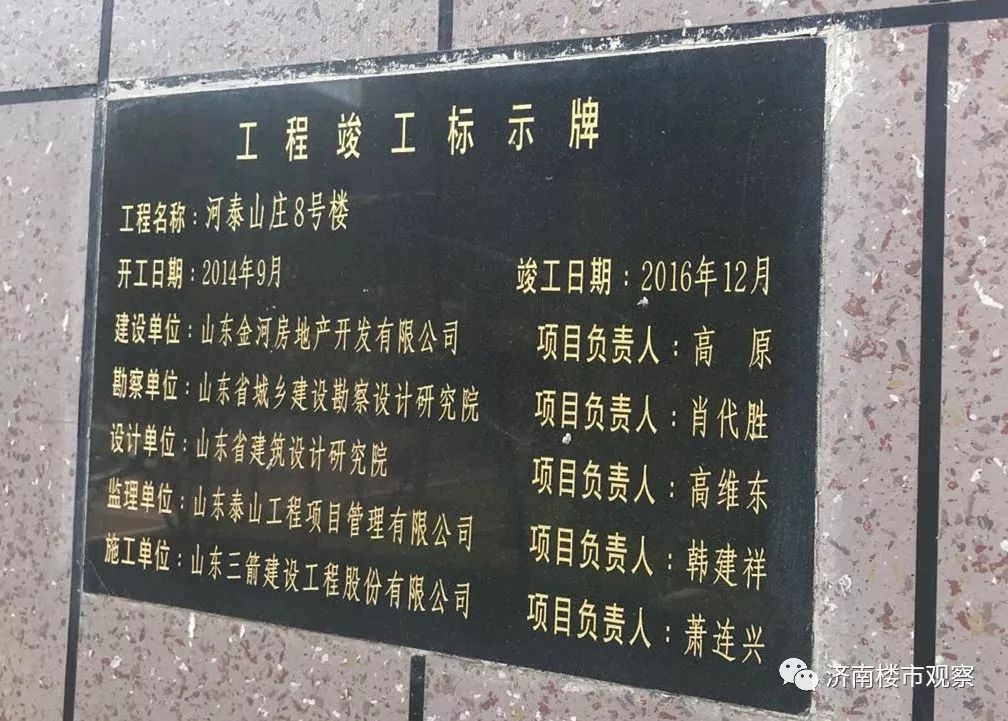 工程竣工标示牌
工程名称：河泰山庄8号楼
开工日期：2014年9月 竣工日期：2016年12月
建设单位：山东金河房地产开发有限公司 项目负责人：高 原
勘察单位：山东省城乡建设勘察设计研究院 项目负责人：肖代胜
设计单位：山东省建筑设计研究院 项目负责人：高维东
监理单位：山东泰山工程项目管理有限公司 项目负责人：韩建祥
施工单位：山东三箭建设工程股份有限公司 项目负责人：萧连兴
济南楼市观察